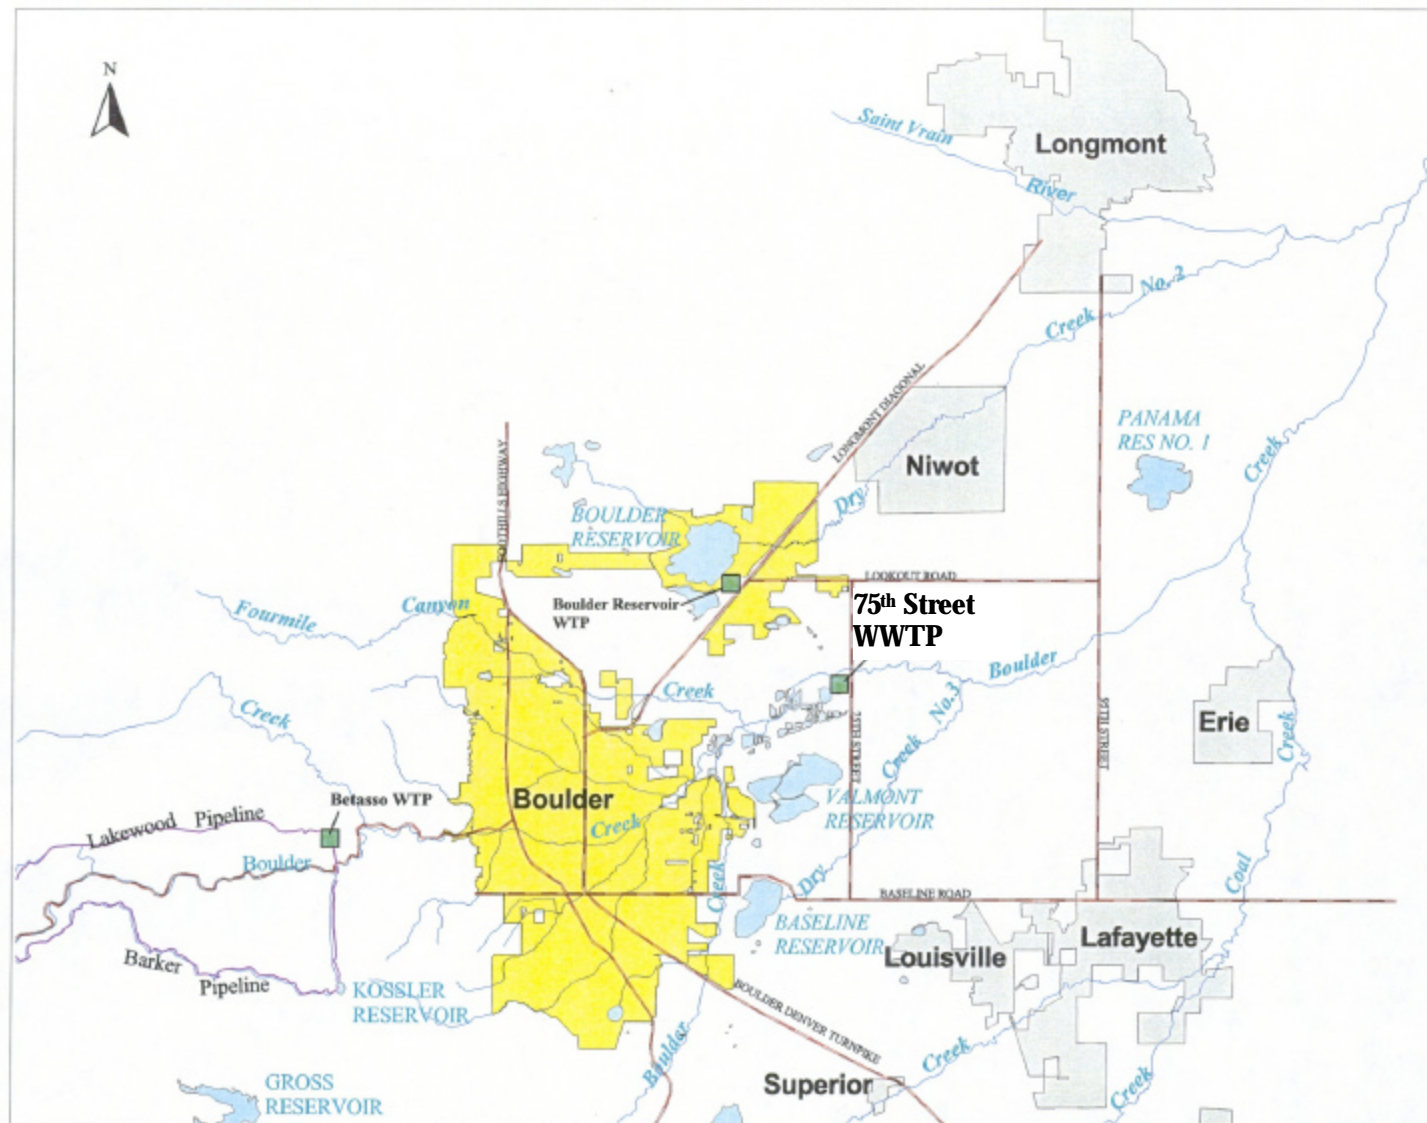 N
Saint Vrain
River
Longmont
Creek
No. 2
LONGMONT DIAGONAL
PANAMA
RES NO. 1
Creek
Niwot
Dry
FOOTHILLS HIGHWAY
BOULDER
RESERVOIR
LOOKOUT ROAD
Boulder Reservoir
WTP
75th Street
WWTP
Fourmile
Canyon
Creek
Boulder
Creek
No.3
Creek
75TH STREET
95TH STREET
Erie
Creek
Betasso WTP
Boulder
Creek
VALMONT
RESERVOIR
Lakewood Pipeline
Boulder
Creek
Dry
BASELINE ROAD
Coal
BASELINE
RESERVOIR
Louisville
Lafayette
Barker
Pipeline
KOSSLER
RESERVOIR
BOULDER DENVER TURNPIKE
Boulder
Creek
Creek
Superior
GROSS
RESERVOIR